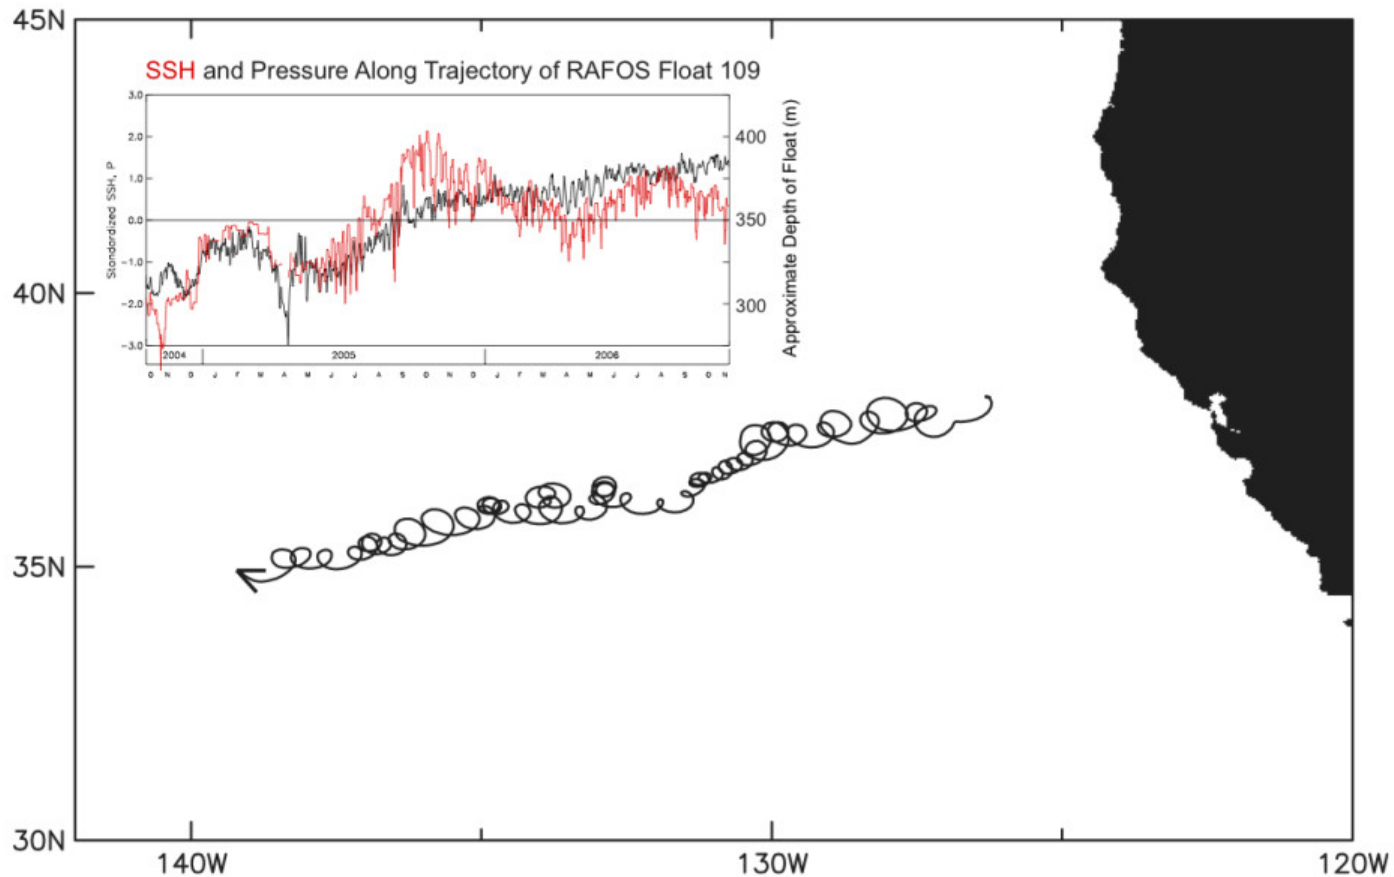 45N
SSH and Pressure Along Trajectory of RAFOS Float 109
3.0
2.0
1.0
0.0
-1.0
-2.0
-3.0
Standardized SSH, P
400
350
300
Approximate Depth of Float (m)
2004 2005 2006
O N D J F M A M J J A S O N D J F M A M J J A S O N
40N
35N
30N
140W 130W 120W